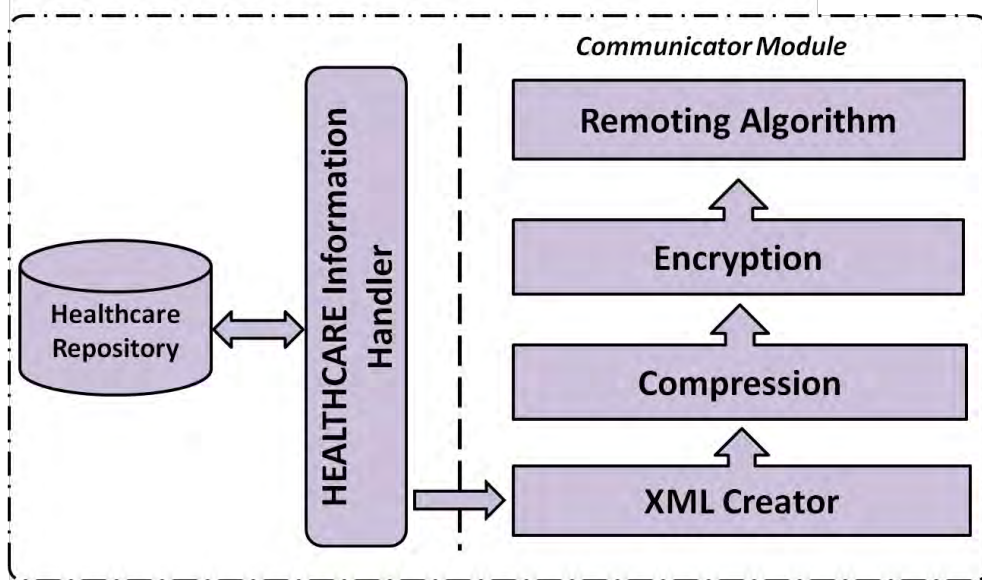 Communicator Module
Remoting Algorithm
Encryption
Compression
XML Creator
HEALTHCARE Information
Handler
Healthcare
Repository